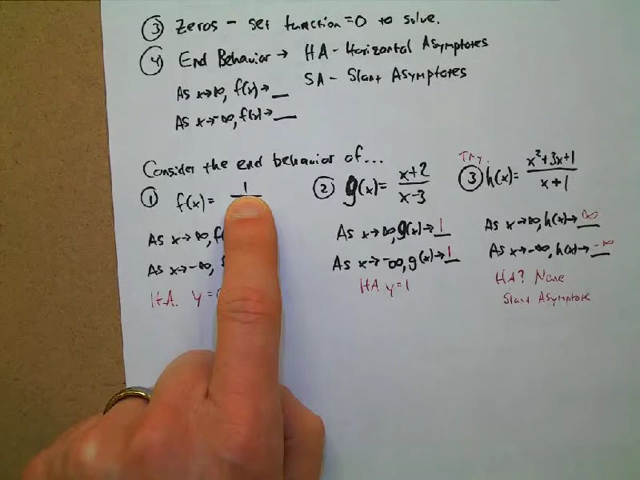 ③ Zeros - set function = 0 to solve.
④ End Behavior → HA - Horizontal Asymptotes
SA - Slant Asymptotes
As x→∞, f(x)→__
As x→-∞, f(x)→__
Consider the end behavior of...
① f(x) = 1
As x→∞, f
As x→-∞,
H.A. y =
② g(x) = (x+2)/(x-3)
As x→∞, g(x)→1
As x→-∞, g(x)→1
HA y=1
Try.
③ h(x) = (x²+3x+1)/(x+1)
As x→∞, h(x)→∞
As x→-∞, h(x)→-∞
HA? None
Slant Asymptote